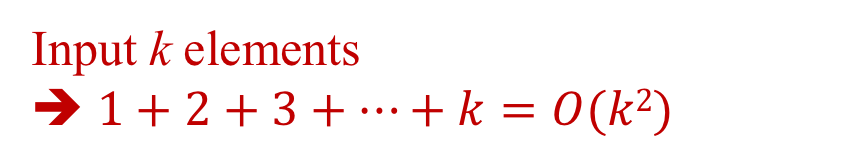 Input k elements
➔ 1 + 2 + 3 + ⋯ + k = O(k²)